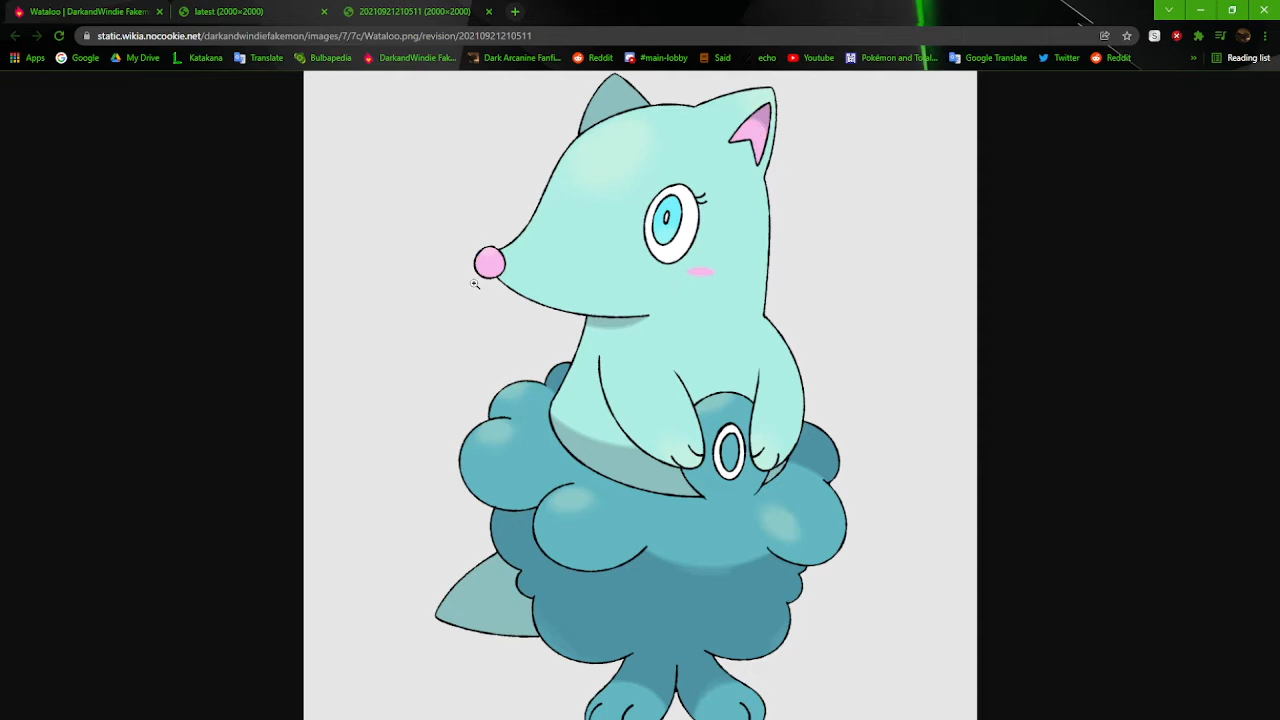 Wataloo | DarkandWindie Fakem
latest (2000×2000)
20210921210511 (2000×2000)
static.wikia.nocookie.net/darkandwindiefakemon/images/7/7c/Wataloo.png/revision/20210921210511
Apps Google My Drive Katakana Translate Bulbapedia DarkandWindie Fak... Dark Arcanine Fanfi... Reddit #main-lobby Said echo Youtube Pokémon and Total... Google Translate Twitter Reddit » Reading list